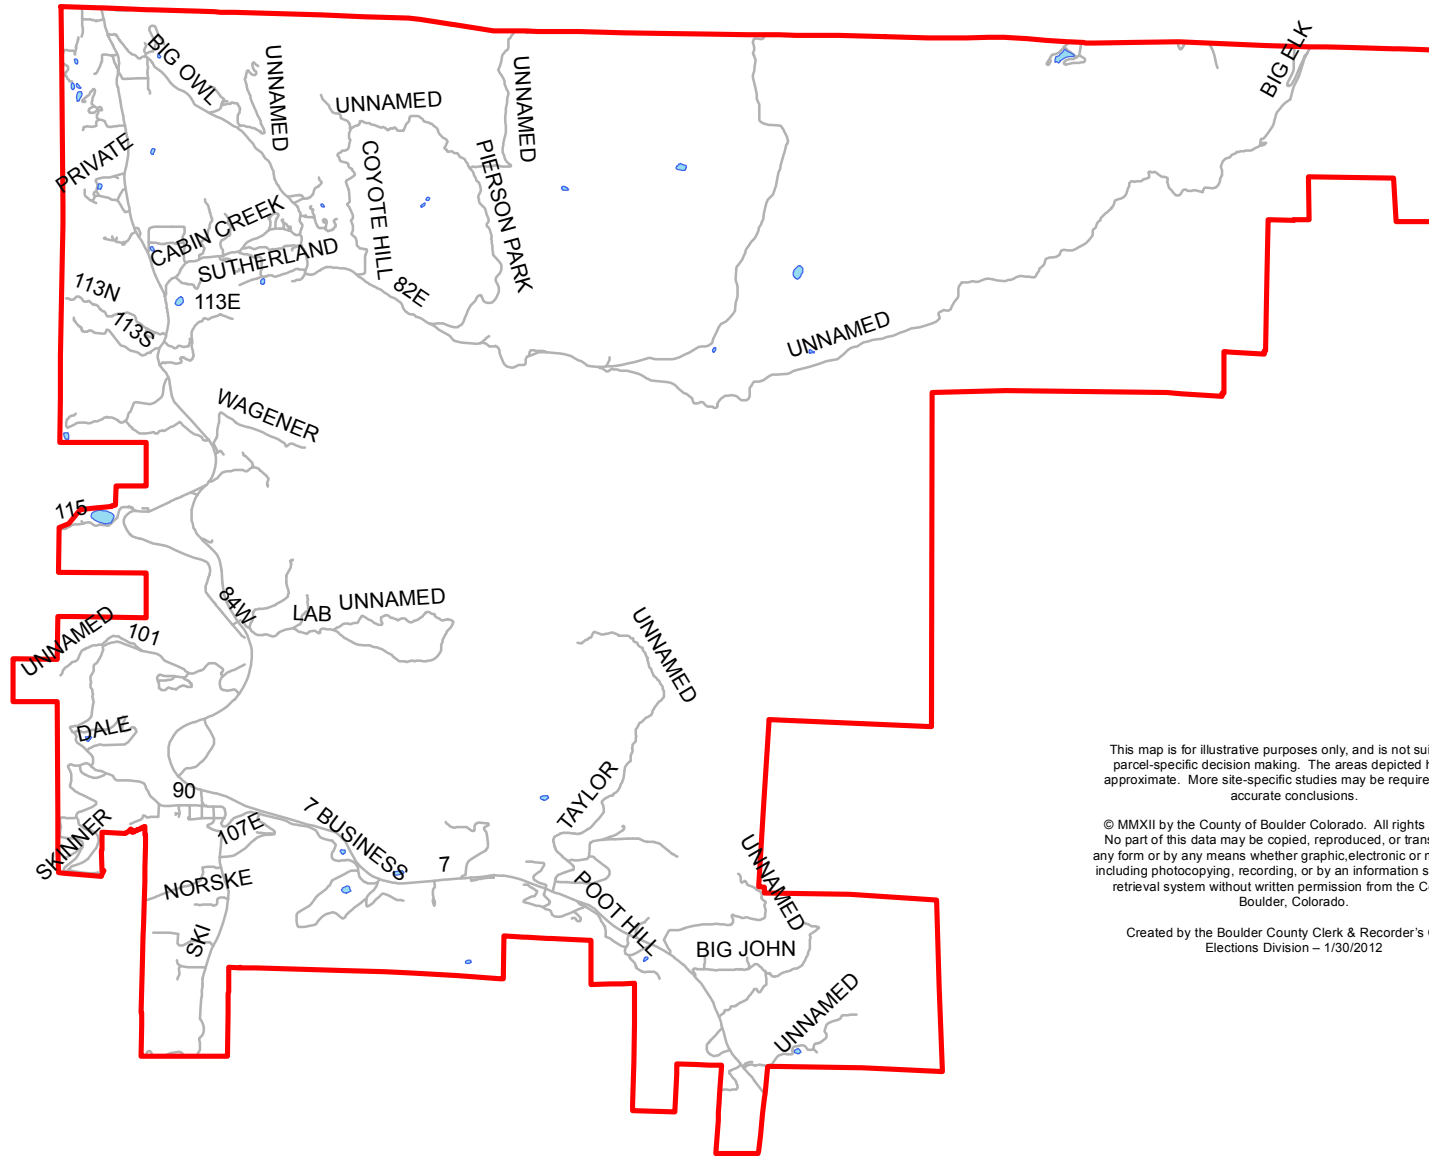 BIG OWL
UNNAMED
UNNAMED
UNNAMED
BIG ELK
PRIVATE
COYOTE HILL
PIERSON PARK
CABIN CREEK
SUTHERLAND
113N
113E
82E
113S
UNNAMED
WAGENER
115
84W
LAB
UNNAMED
UNNAMED
101
UNNAMED
DALE
90
TAYLOR
107E
7 BUSINESS
7
SKINNER
NORSKE
POOT HILL
UNNAMED
SKI
BIG JOHN
UNNAMED
This map is for illustrative purposes only, and is not
parcel-specific decision making. The areas depicted
approximate. More site-specific studies may be
accurate conclusions.
© MMXII by the County of Boulder Colorado. All rights
No part of this data may be copied, reproduced, or
any form or by any means whether graphic,electronic or
including photocopying, recording, or by an information
retrieval system without written permission from the
Boulder, Colorado.
Created by the Boulder County Clerk & Recorder's
Elections Division – 1/30/2012